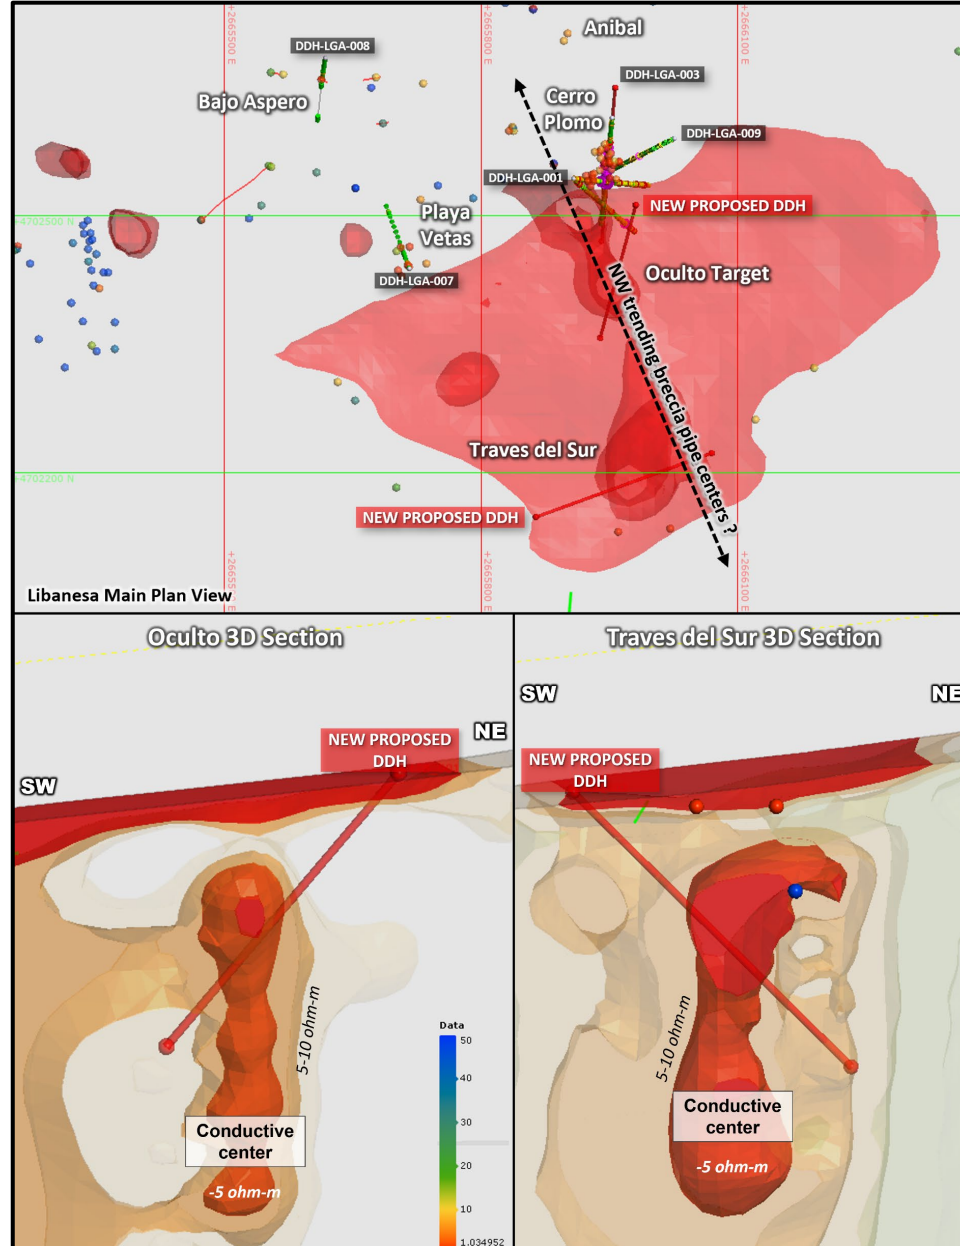 Anibal
DDH-LGA-008
+2665500 E
+2665800 E
+2666100 E
DDH-LGA-003
Bajo Aspero
Cerro
Plomo
DDH-LGA-009
DDH-LGA-001
NEW PROPOSED DDH
+4702500 N
Playa
Vetas
Oculto Target
DDH-LGA-007
NW trending breccia pipe centers ?
Traves del Sur
+4702200 N
NEW PROPOSED DDH
+2665800 E
+2666100 E
Libanesa Main Plan View
Oculto 3D Section
SW
NEW PROPOSED
DDH
NE
5-10 ohm-m
Conductive
center
-5 ohm-m
Data
50
40
30
20
10
1.034952
Traves del Sur 3D Section
SW
NE
NEW PROPOSED
DDH
5-10 ohm-m
Conductive
center
-5 ohm-m